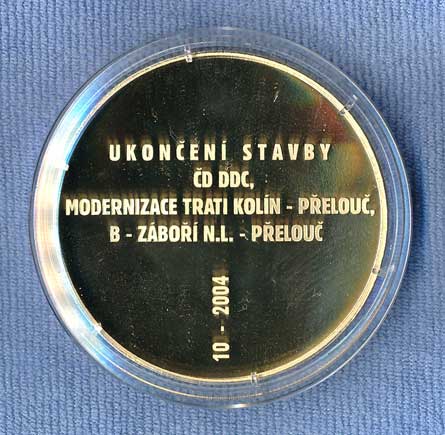 UKONČENÍ STAVBY
ČD DDC,
MODERNIZACE TRATI KOLÍN - PŘELOUČ,
B - ZÁBOŘÍ N.L. - PŘELOUČ
10 - 2004